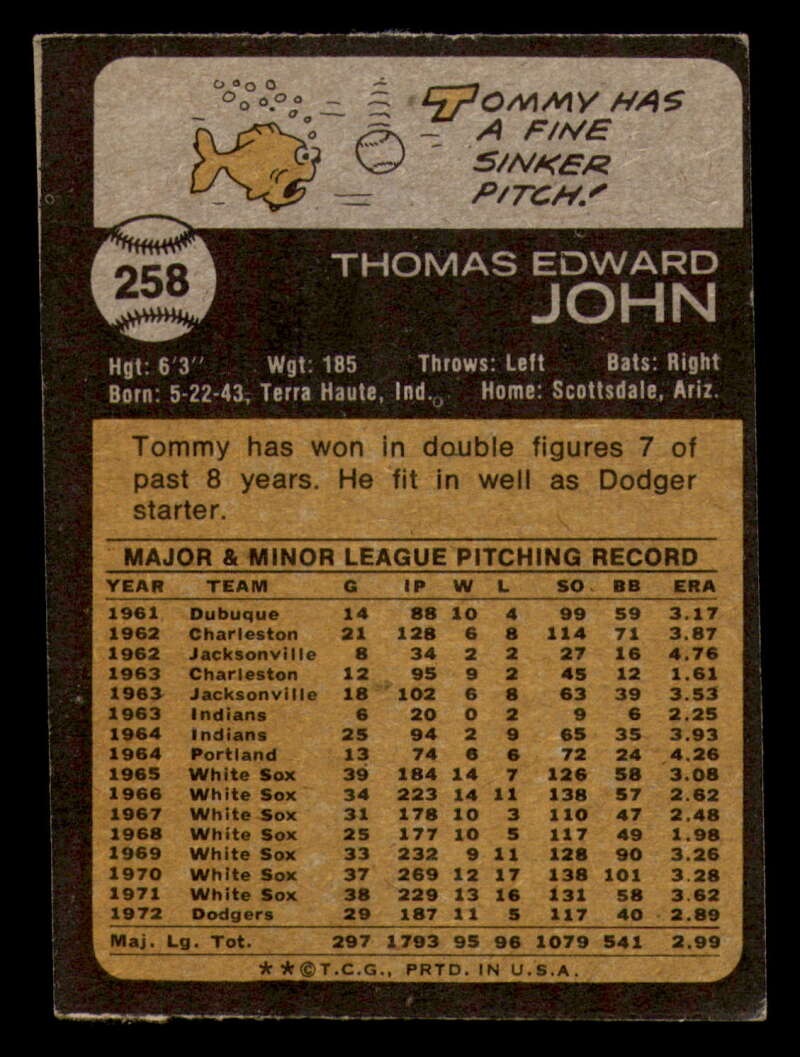 TOMMY HAS
A FINE
SINKER
PITCH!
258
THOMAS EDWARD
JOHN
Hgt: 6'3" Wgt: 185 Throws: Left Bats: Right
Born: 5-22-43, Terra Haute, Ind. Home: Scottsdale, Ariz.
Tommy has won in double figures 7 of
past 8 years. He fit in well as Dodger
starter.
MAJOR & MINOR LEAGUE PITCHING RECORD
YEAR TEAM G IP W L SO BB ERA
1961 Dubuque 14 88 10 4 99 59 3.17
1962 Charleston 21 128 6 8 114 71 3.87
1962 Jacksonville 8 34 2 2 27 16 4.76
1963 Charleston 12 95 9 2 45 12 1.61
1963 Jacksonville 18 102 6 8 63 39 3.53
1963 Indians 6 20 0 2 9 6 2.25
1964 Indians 25 94 2 9 65 35 3.93
1964 Portland 13 74 6 6 72 24 4.26
1965 White Sox 39 184 14 7 126 58 3.08
1966 White Sox 34 223 14 11 138 57 2.62
1967 White Sox 31 178 10 3 110 47 2.48
1968 White Sox 25 177 10 5 117 49 1.98
1969 White Sox 33 232 9 11 128 90 3.26
1970 White Sox 37 269 12 17 138 101 3.28
1971 White Sox 38 229 13 16 131 58 3.62
1972 Dodgers 29 187 11 5 117 40 2.89
Maj. Lg. Tot. 297 1793 95 96 1079 541 2.99
**©T.C.G., PRTD. IN U.S.A.